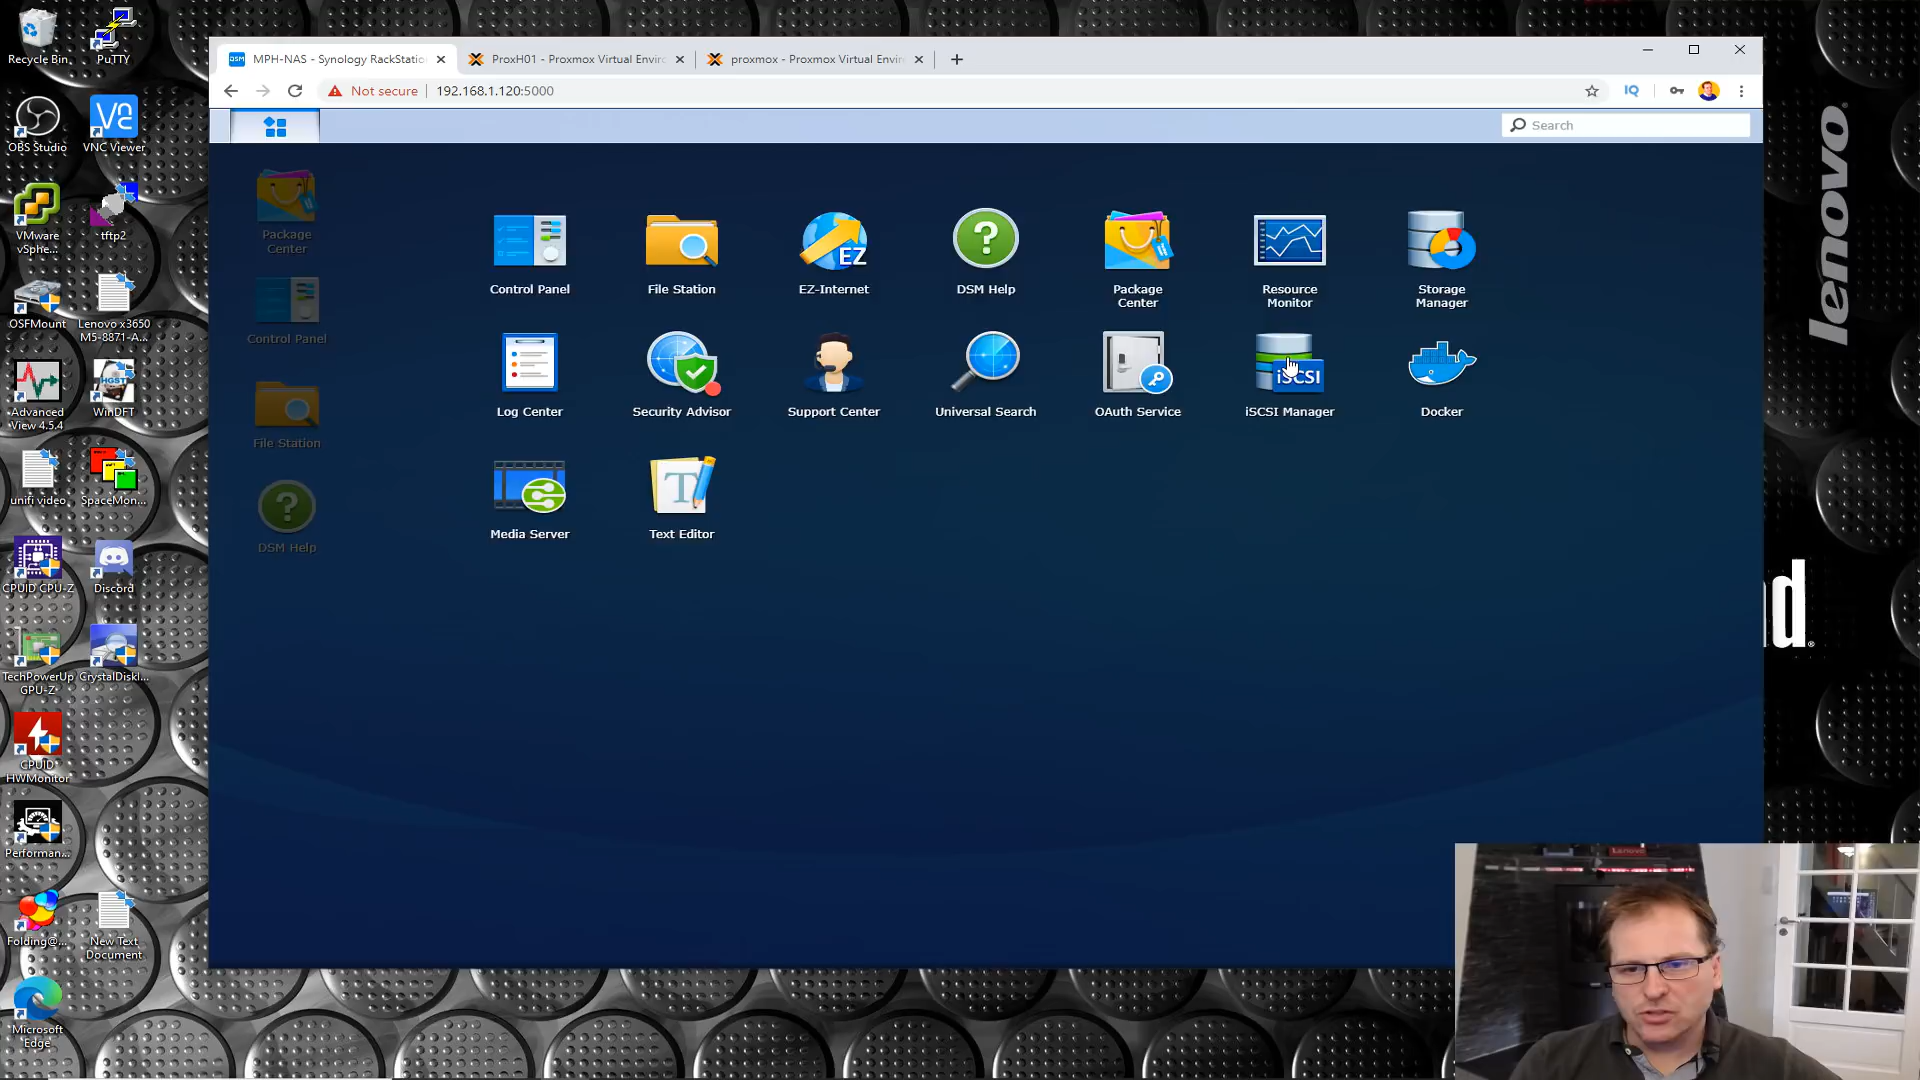 MPH-NAS - Synology RackStatio
ProxH01 - Proxmox Virtual Enviro
proxmox - Proxmox Virtual Enviro
Not secure
192.168.1.120:5000
IQ
Search
Recycle Bin
PuTTY
OBS Studio
VNC Viewer
VMware
vSphe...
tftp2
OSFMount
Lenovo x3650
M5-8871-A...
Advanced
View 4.5.4
WinDFT
unifi video
SpaceMon...
CPUID CPU-Z
Discord
TechPowerUp
GPU-Z
CrystalDiskI...
CPUID
HWMonitor
Performan...
Folding@...
New Text
Document
Microsoft
Edge
Package
Center
Control Panel
File Station
DSM Help
Control Panel
File Station
EZ
EZ-Internet
DSM Help
Package
Center
Resource
Monitor
Storage
Manager
Log Center
Security Advisor
Support Center
Universal Search
OAuth Service
iSCSI
iSCSI Manager
Docker
Media Server
Text Editor
lenovo
d